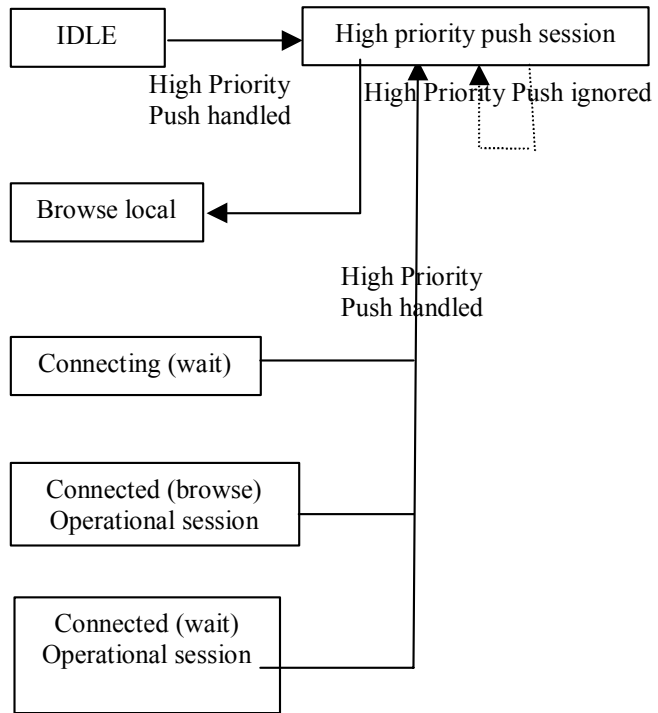 IDLE
High priority push session
High Priority
Push handled
High Priority Push ignored
Browse local
High Priority
Push handled
Connecting (wait)
Connected (browse)
Operational session
Connected (wait)
Operational session